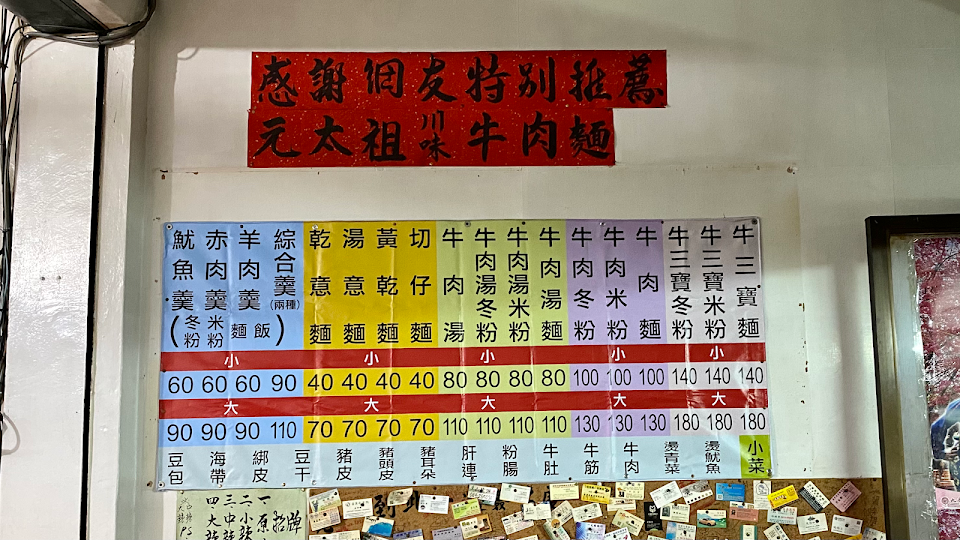 感謝網友特別推薦
元太祖川味牛肉麵
牛三寶麵
牛三寶米粉
牛三寶冬粉
牛肉麵
牛肉米粉
牛肉冬粉
牛肉湯麵
牛肉湯米粉
牛肉湯冬粉
牛肉湯
切仔麵
黃乾麵
湯意麵
乾意麵
綜合羹(兩種)
羊肉羹
赤肉羹
魷魚羹
(冬粉 米粉 麵 飯)
小 小 小 小 小
60 60 60 90 40 40 40 40 80 80 80 80 100 100 100 140 140 140
大 大 大 大 大
90 90 90 110 70 70 70 70 110 110 110 110 130 130 130 180 180 180
小菜
燙魷魚
燙青菜
牛肉
牛筋
牛肚
粉腸
肝連
豬耳朵
豬頭皮
豬皮
豆干
綁皮
海帶
豆包